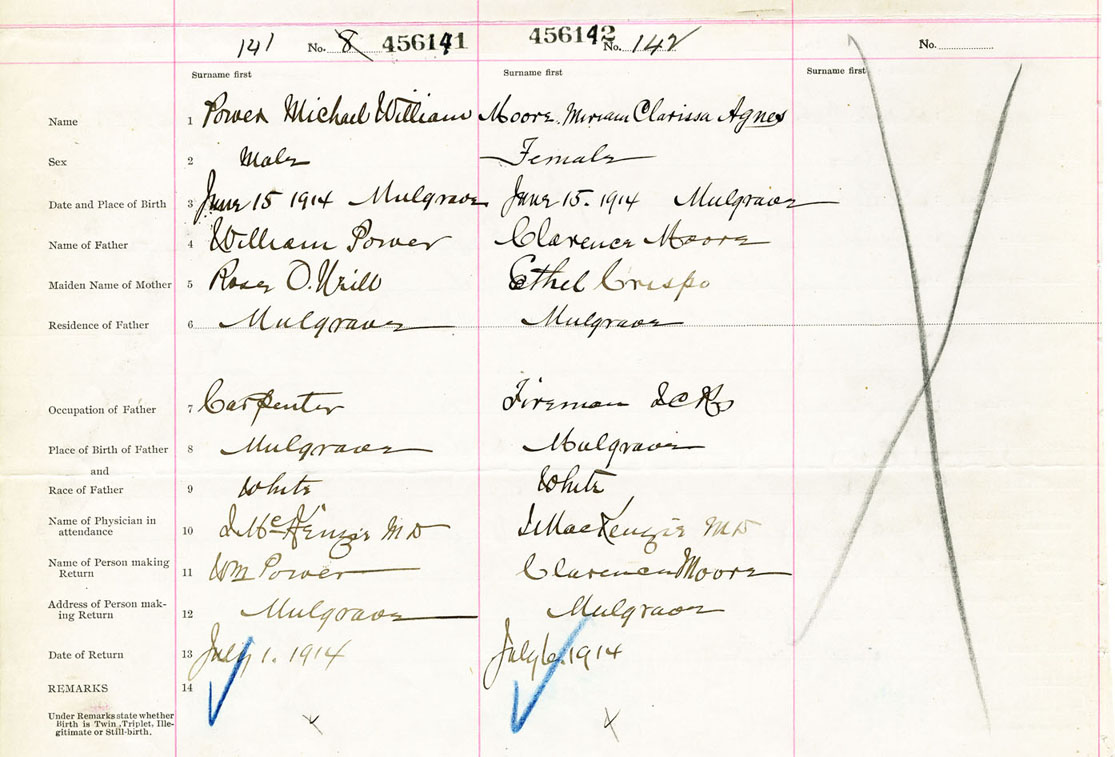 141 No. 8 456141 456142 No. 142 No.
Surname first Surname first Surname first
Name 1 Power Michael William Moore. Miriam Clarissa Agnes
Sex 2 Male Female
Date and Place of Birth 3 June 15 1914 Mulgrave June 15. 1914 Mulgrave
Name of Father 4 William Power Clarence Moore
Maiden Name of Mother 5 Rose O. Neill Ethel Crispo
Residence of Father 6 Mulgrave Mulgrave
Occupation of Father 7 Carpenter Fireman
Place of Birth of Father 8 Mulgrave Mulgrave
and
Race of Father 9 White White
Name of Physician in
attendance 10 McKenzie MD MacKenzie MD
Name of Person making
Return 11 Wm Power Clarence Moore
Address of Person mak-
ing Return 12 Mulgrave Mulgrave
Date of Return 13 July 1. 1914 July 6. 1914
REMARKS 14
Under Remarks state whether
Birth is Twin, Triplet, Ille-
gitimate or Still-birth.